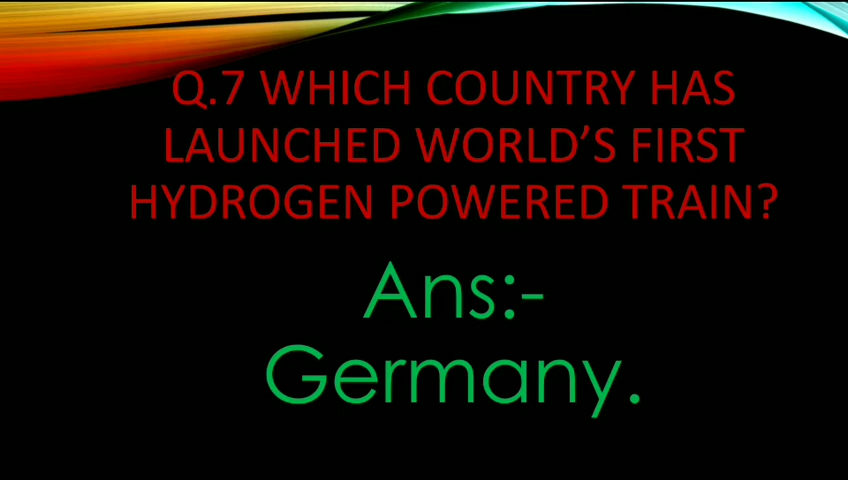 Q.7 WHICH COUNTRY HAS
LAUNCHED WORLD’S FIRST
HYDROGEN POWERED TRAIN?
Ans:-
Germany.